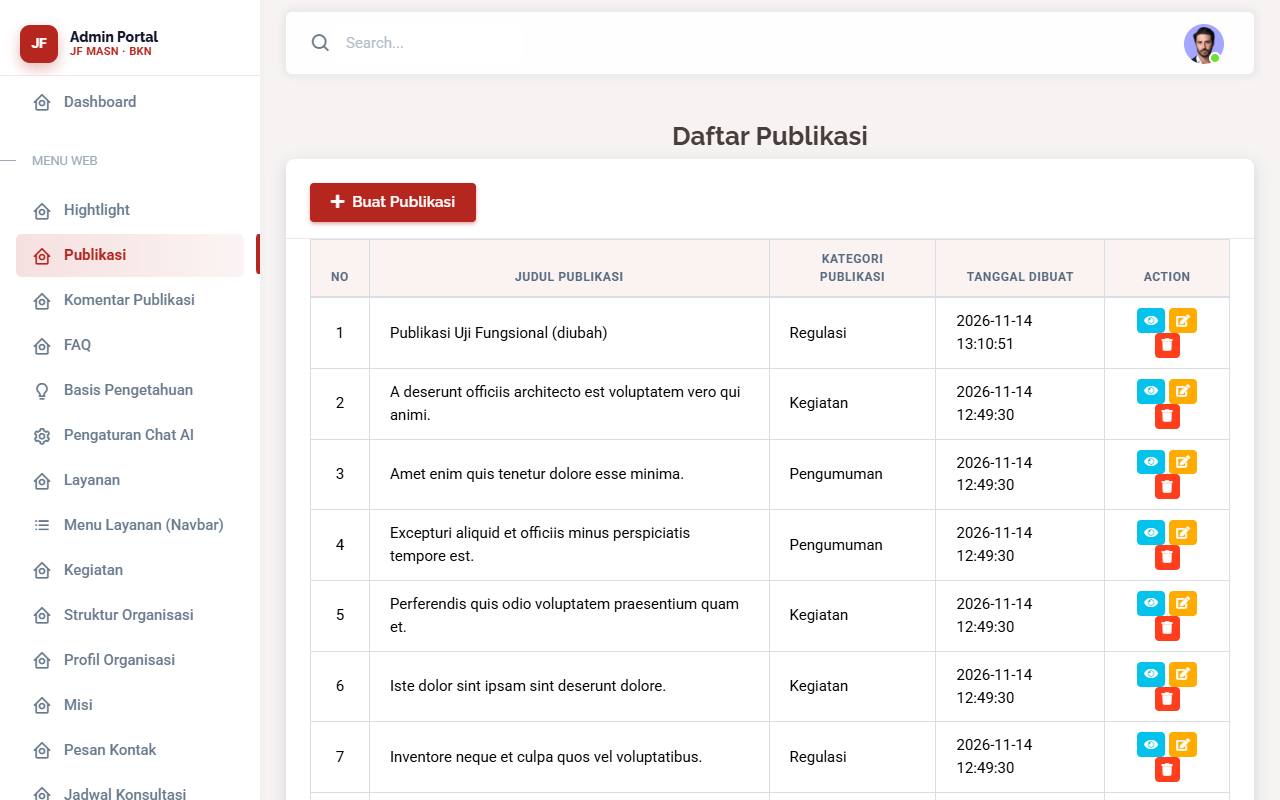 JF
Admin Portal
JF MASN · BKN
Search...
Dashboard
MENU WEB
Hightlight
Publikasi
Komentar Publikasi
FAQ
Basis Pengetahuan
Pengaturan Chat AI
Layanan
Menu Layanan (Navbar)
Kegiatan
Struktur Organisasi
Profil Organisasi
Misi
Pesan Kontak
Jadwal Konsultasi
Daftar Publikasi
Buat Publikasi
NO JUDUL PUBLIKASI KATEGORI PUBLIKASI TANGGAL DIBUAT ACTION
1 Publikasi Uji Fungsional (diubah) Regulasi 2026-11-14 13:10:51
2 A deserunt officiis architecto est voluptatem vero qui animi. Kegiatan 2026-11-14 12:49:30
3 Amet enim quis tenetur dolore esse minima. Pengumuman 2026-11-14 12:49:30
4 Excepturi aliquid et officiis minus perspiciatis tempore est. Pengumuman 2026-11-14 12:49:30
5 Perferendis quis odio voluptatem praesentium quam et. Kegiatan 2026-11-14 12:49:30
6 Iste dolor sint ipsam sint deserunt dolore. Kegiatan 2026-11-14 12:49:30
7 Inventore neque et culpa quos vel voluptatibus. Regulasi 2026-11-14 12:49:30